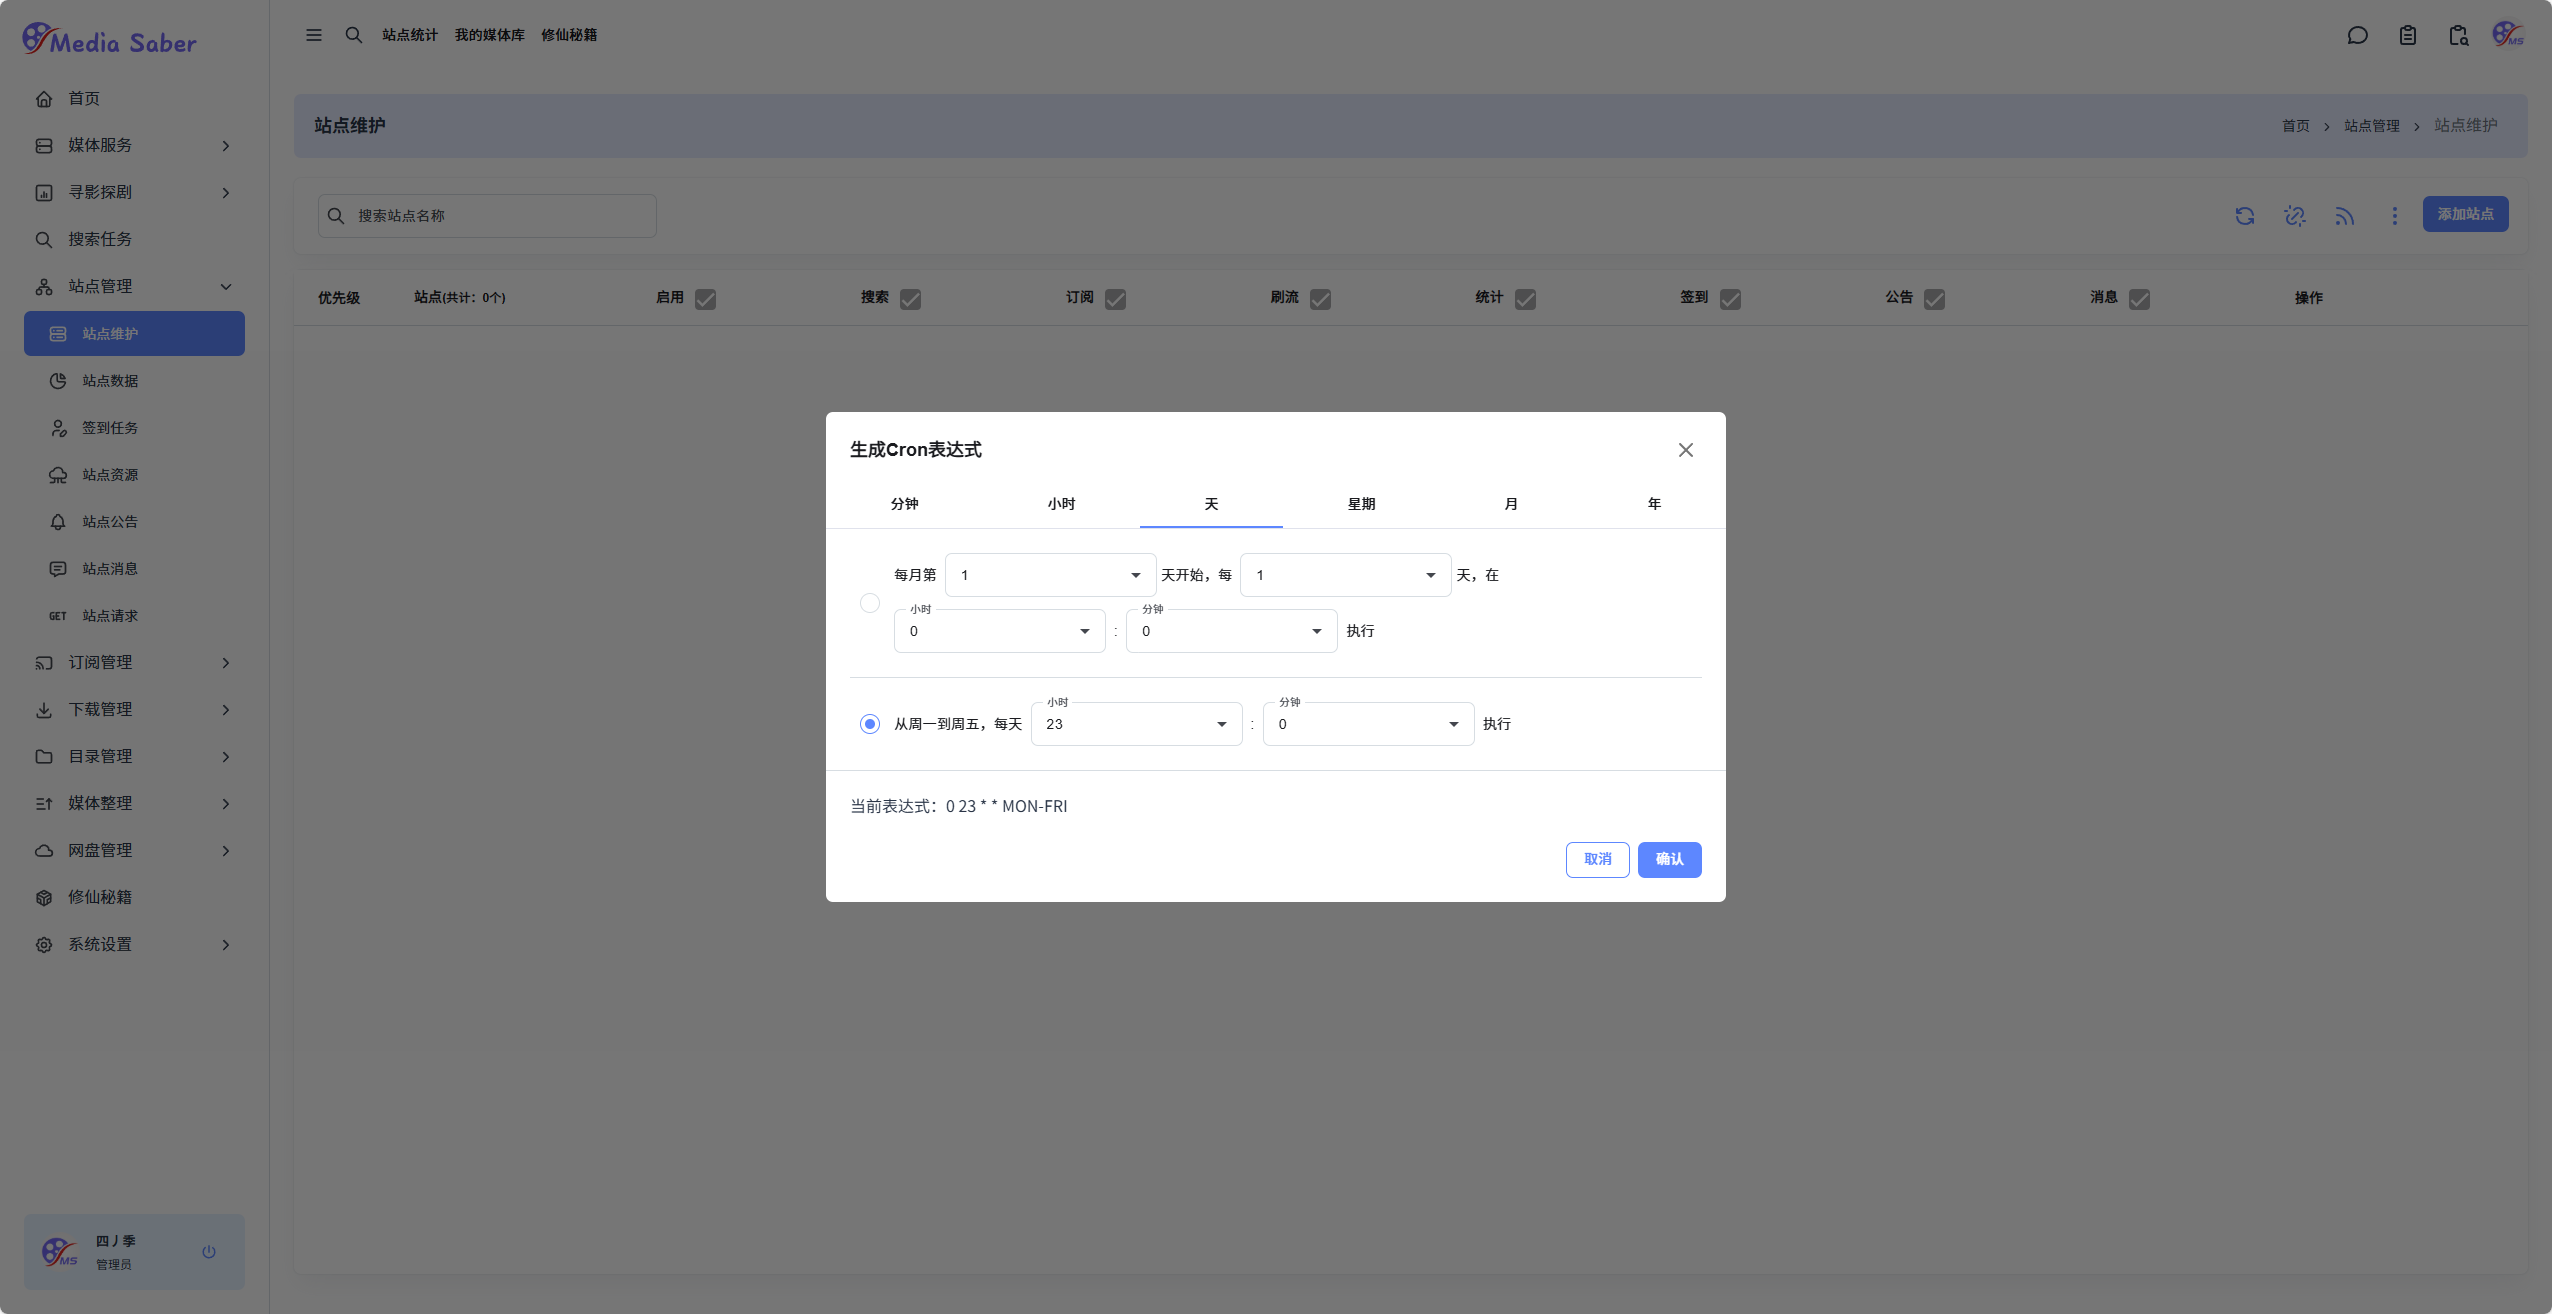 Media Saber
站点统计 我的媒体库 修仙秘籍
MS
首页
媒体服务
寻影探剧
搜索任务
站点管理
站点维护
站点数据
签到任务
站点资源
站点公告
站点消息
GET 站点请求
订阅管理
下载管理
目录管理
媒体整理
网盘管理
修仙秘籍
系统设置
MS
四丿季
管理员
站点维护
首页 > 站点管理 > 站点维护
搜索站点名称
添加站点
优先级 站点(共计：0个) 启用 搜索 订阅 刷流 统计 签到 公告 消息 操作
生成Cron表达式
分钟 小时 天 星期 月 年
每月第 1 天开始，每 1 天，在
小时 分钟
0 : 0 执行
小时 分钟
从周一到周五，每天 23 : 0 执行
当前表达式：0 23 * * MON-FRI
取消 确认